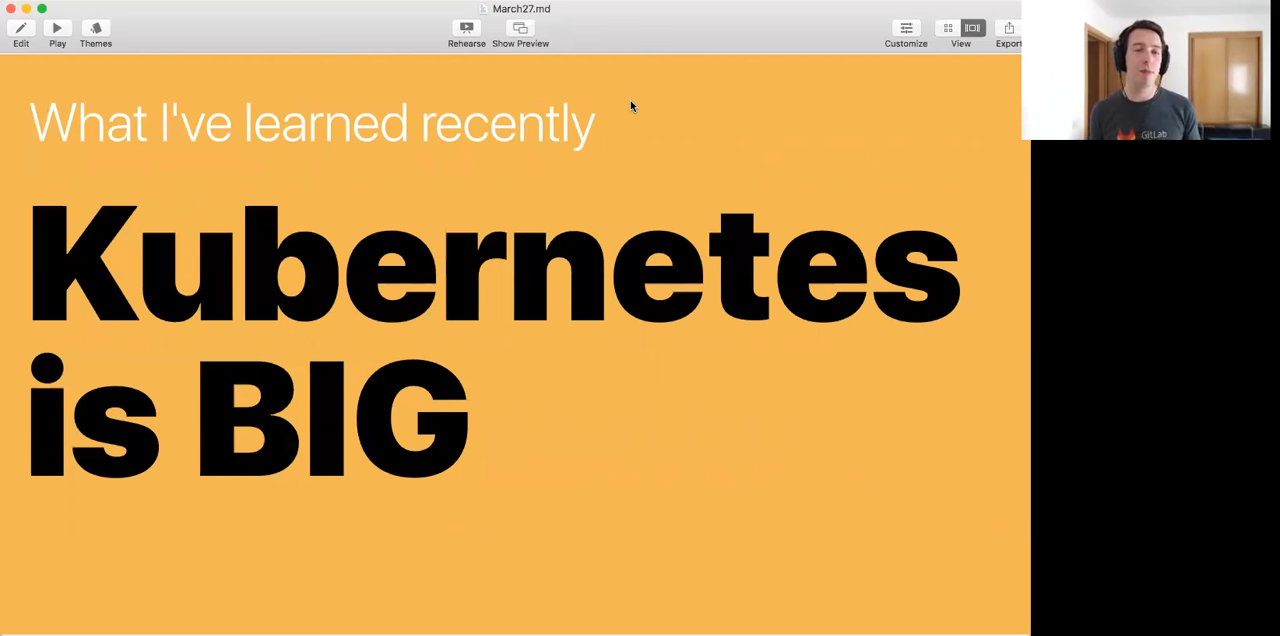 March27.md
Edit
Play
Themes
Rehearse
Show Preview
Customize
View
Export
What I've learned recently
Kubernetes
is BIG
GitLab